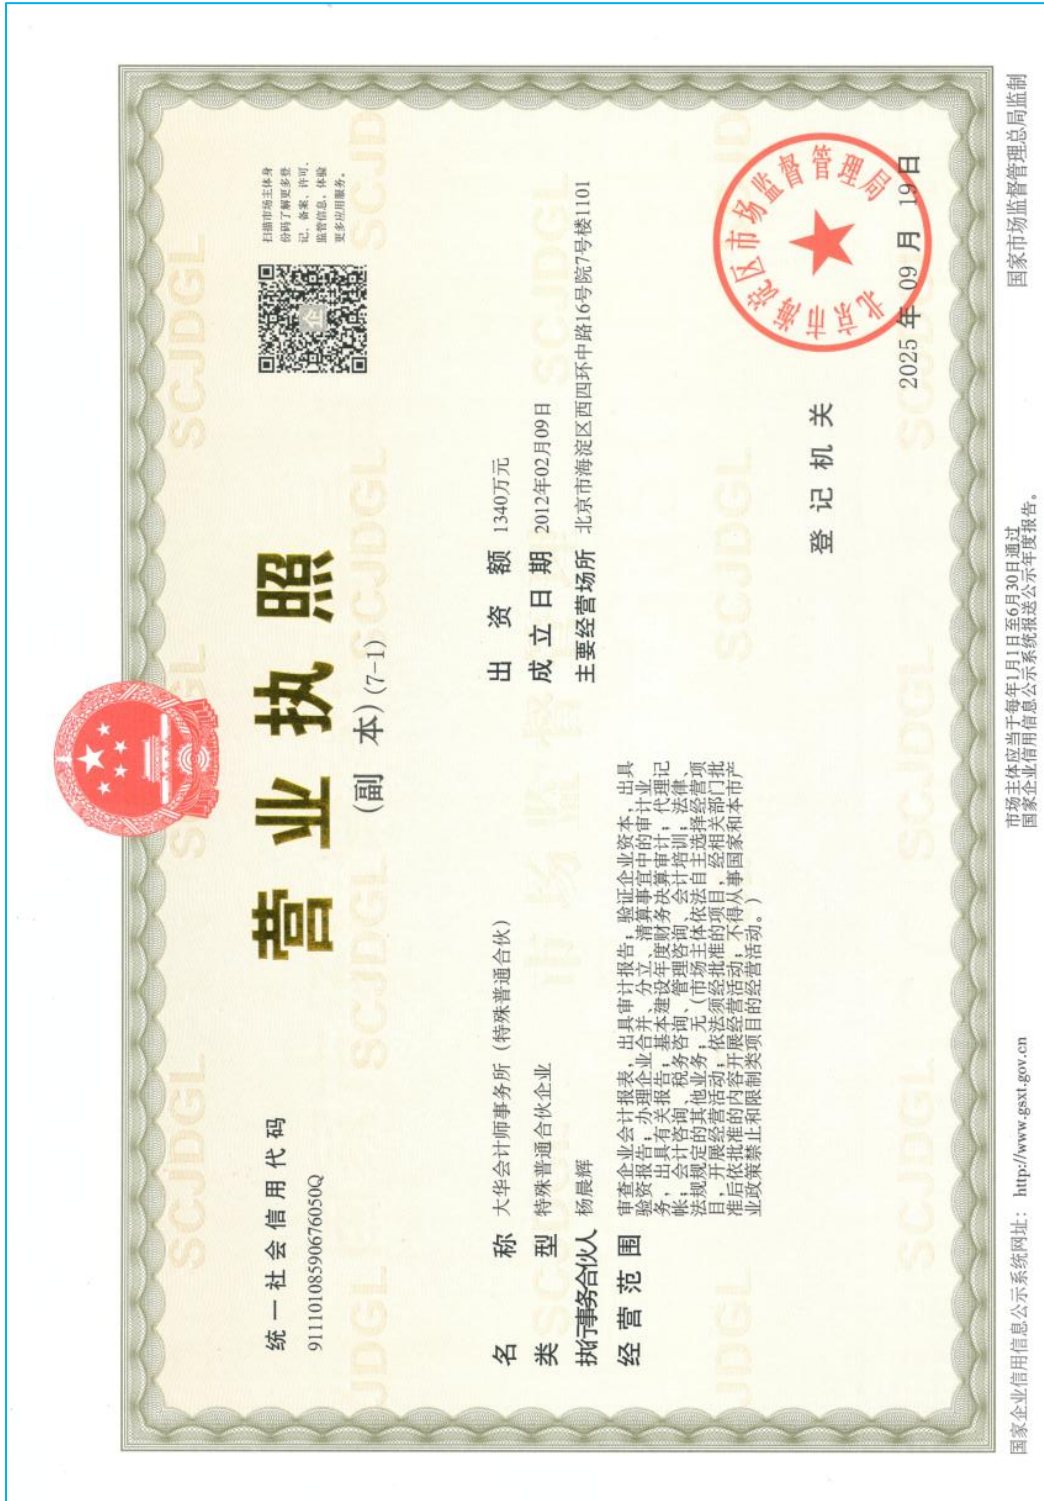 营业执照
(副 本)(7-1)
统一社会信用代码
91110108590676050Q
扫描市场主体身
份码了解更多登
记、备案、许可、
监管信息，体验
更多应用服务。
名 称 大华会计师事务所（特殊普通合伙）
类 型 特殊普通合伙企业
执行事务合伙人 杨晨辉
经营范围 审查企业会计报表，出具审计报告；验证企业资本，出具
验资报告；办理企业合并、分立、清算事宜中的审计业
务，出具有关报告；基本建设年度财务决算审计；代理记
帐；会计咨询、税务咨询、管理咨询、会计培训；法律、
法规规定的其他业务；无（市场主体依法自主选择经营项
目，开展经营活动；依法须经批准的项目，经相关部门批
准后依批准的内容开展经营活动；不得从事国家和本市产
业政策禁止和限制类项目的经营活动。）
出 资 额 1340万元
成立日期 2012年02月09日
主要经营场所 北京市海淀区西四环中路16号院7号楼1101
登记机关
北京市海淀区市场监督管理局
2025 年 09 月 19 日
国家企业信用信息公示系统网址： http://www.gsxt.gov.cn
市场主体应当于每年1月1日至6月30日通过
国家企业信用信息公示系统报送公示年度报告。
国家市场监督管理总局监制